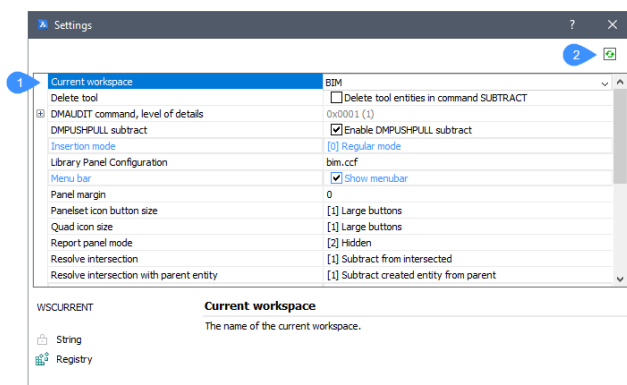 Settings
?
2
1
Current workspace BIM
Delete tool Delete tool entities in command SUBTRACT
DMAUDIT command, level of details 0x0001 (1)
DMPUSHPULL subtract Enable DMPUSHPULL subtract
Insertion mode [0] Regular mode
Library Panel Configuration bim.ccf
Menu bar Show menubar
Panel margin 0
Panelset icon button size [1] Large buttons
Quad icon size [1] Large buttons
Report panel mode [2] Hidden
Resolve intersection [1] Subtract from intersected
Resolve intersection with parent entity [1] Subtract created entity from parent
WSCURRENT Current workspace
The name of the current workspace.
String
Registry